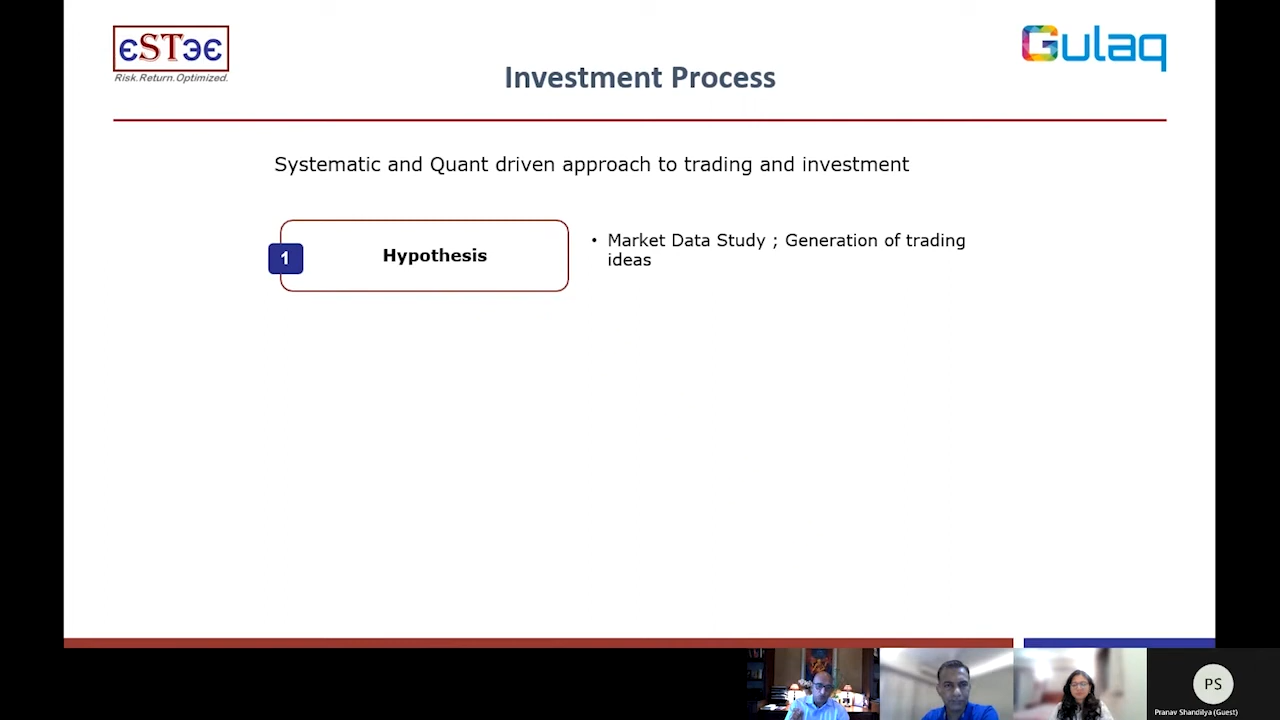 ɛSTɜɛ
Risk.Return.Optimized.
Gulaq
Investment Process
Systematic and Quant driven approach to trading and investment
1
Hypothesis
• Market Data Study ; Generation of trading
ideas
PS
Pranav Shandilya (Guest)